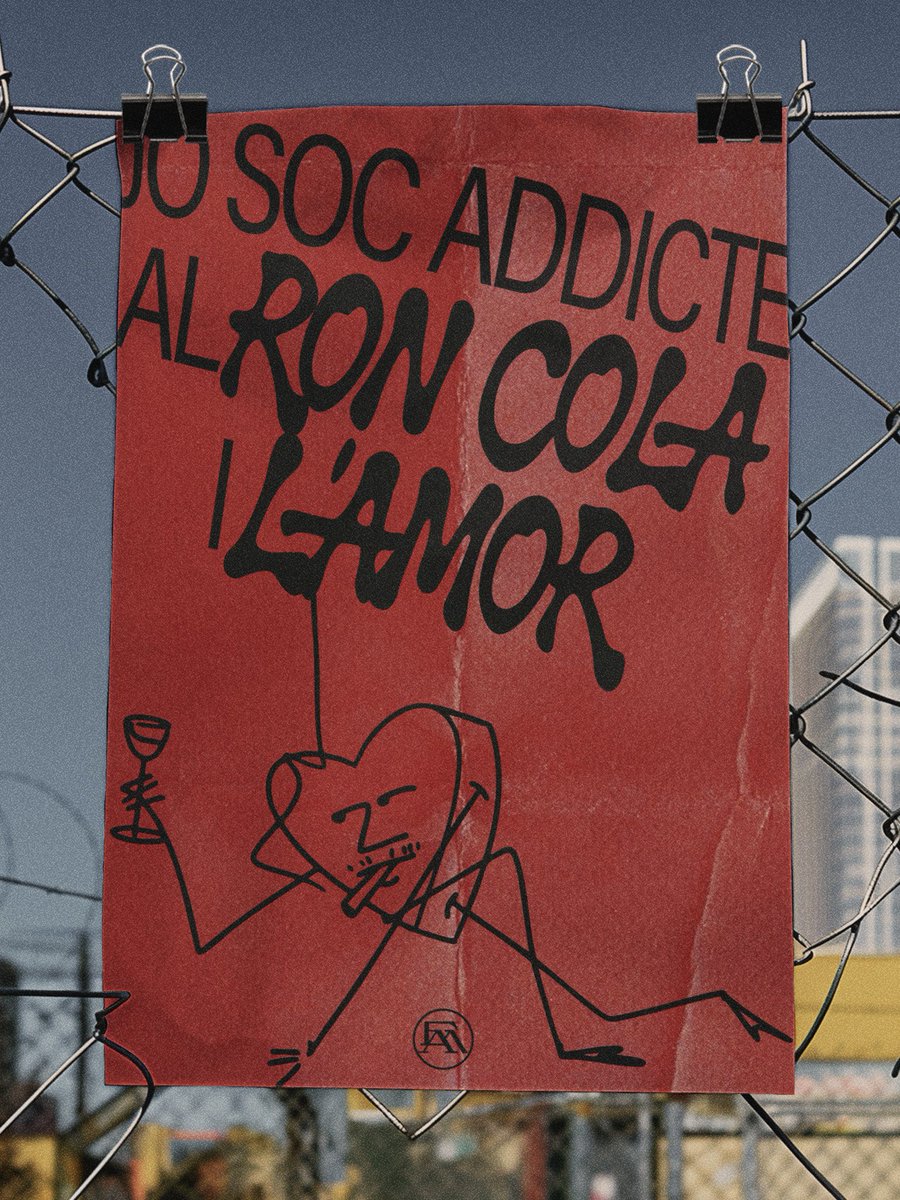 JO SOC ADDICTE
AL RON COLA
I L'AMOR